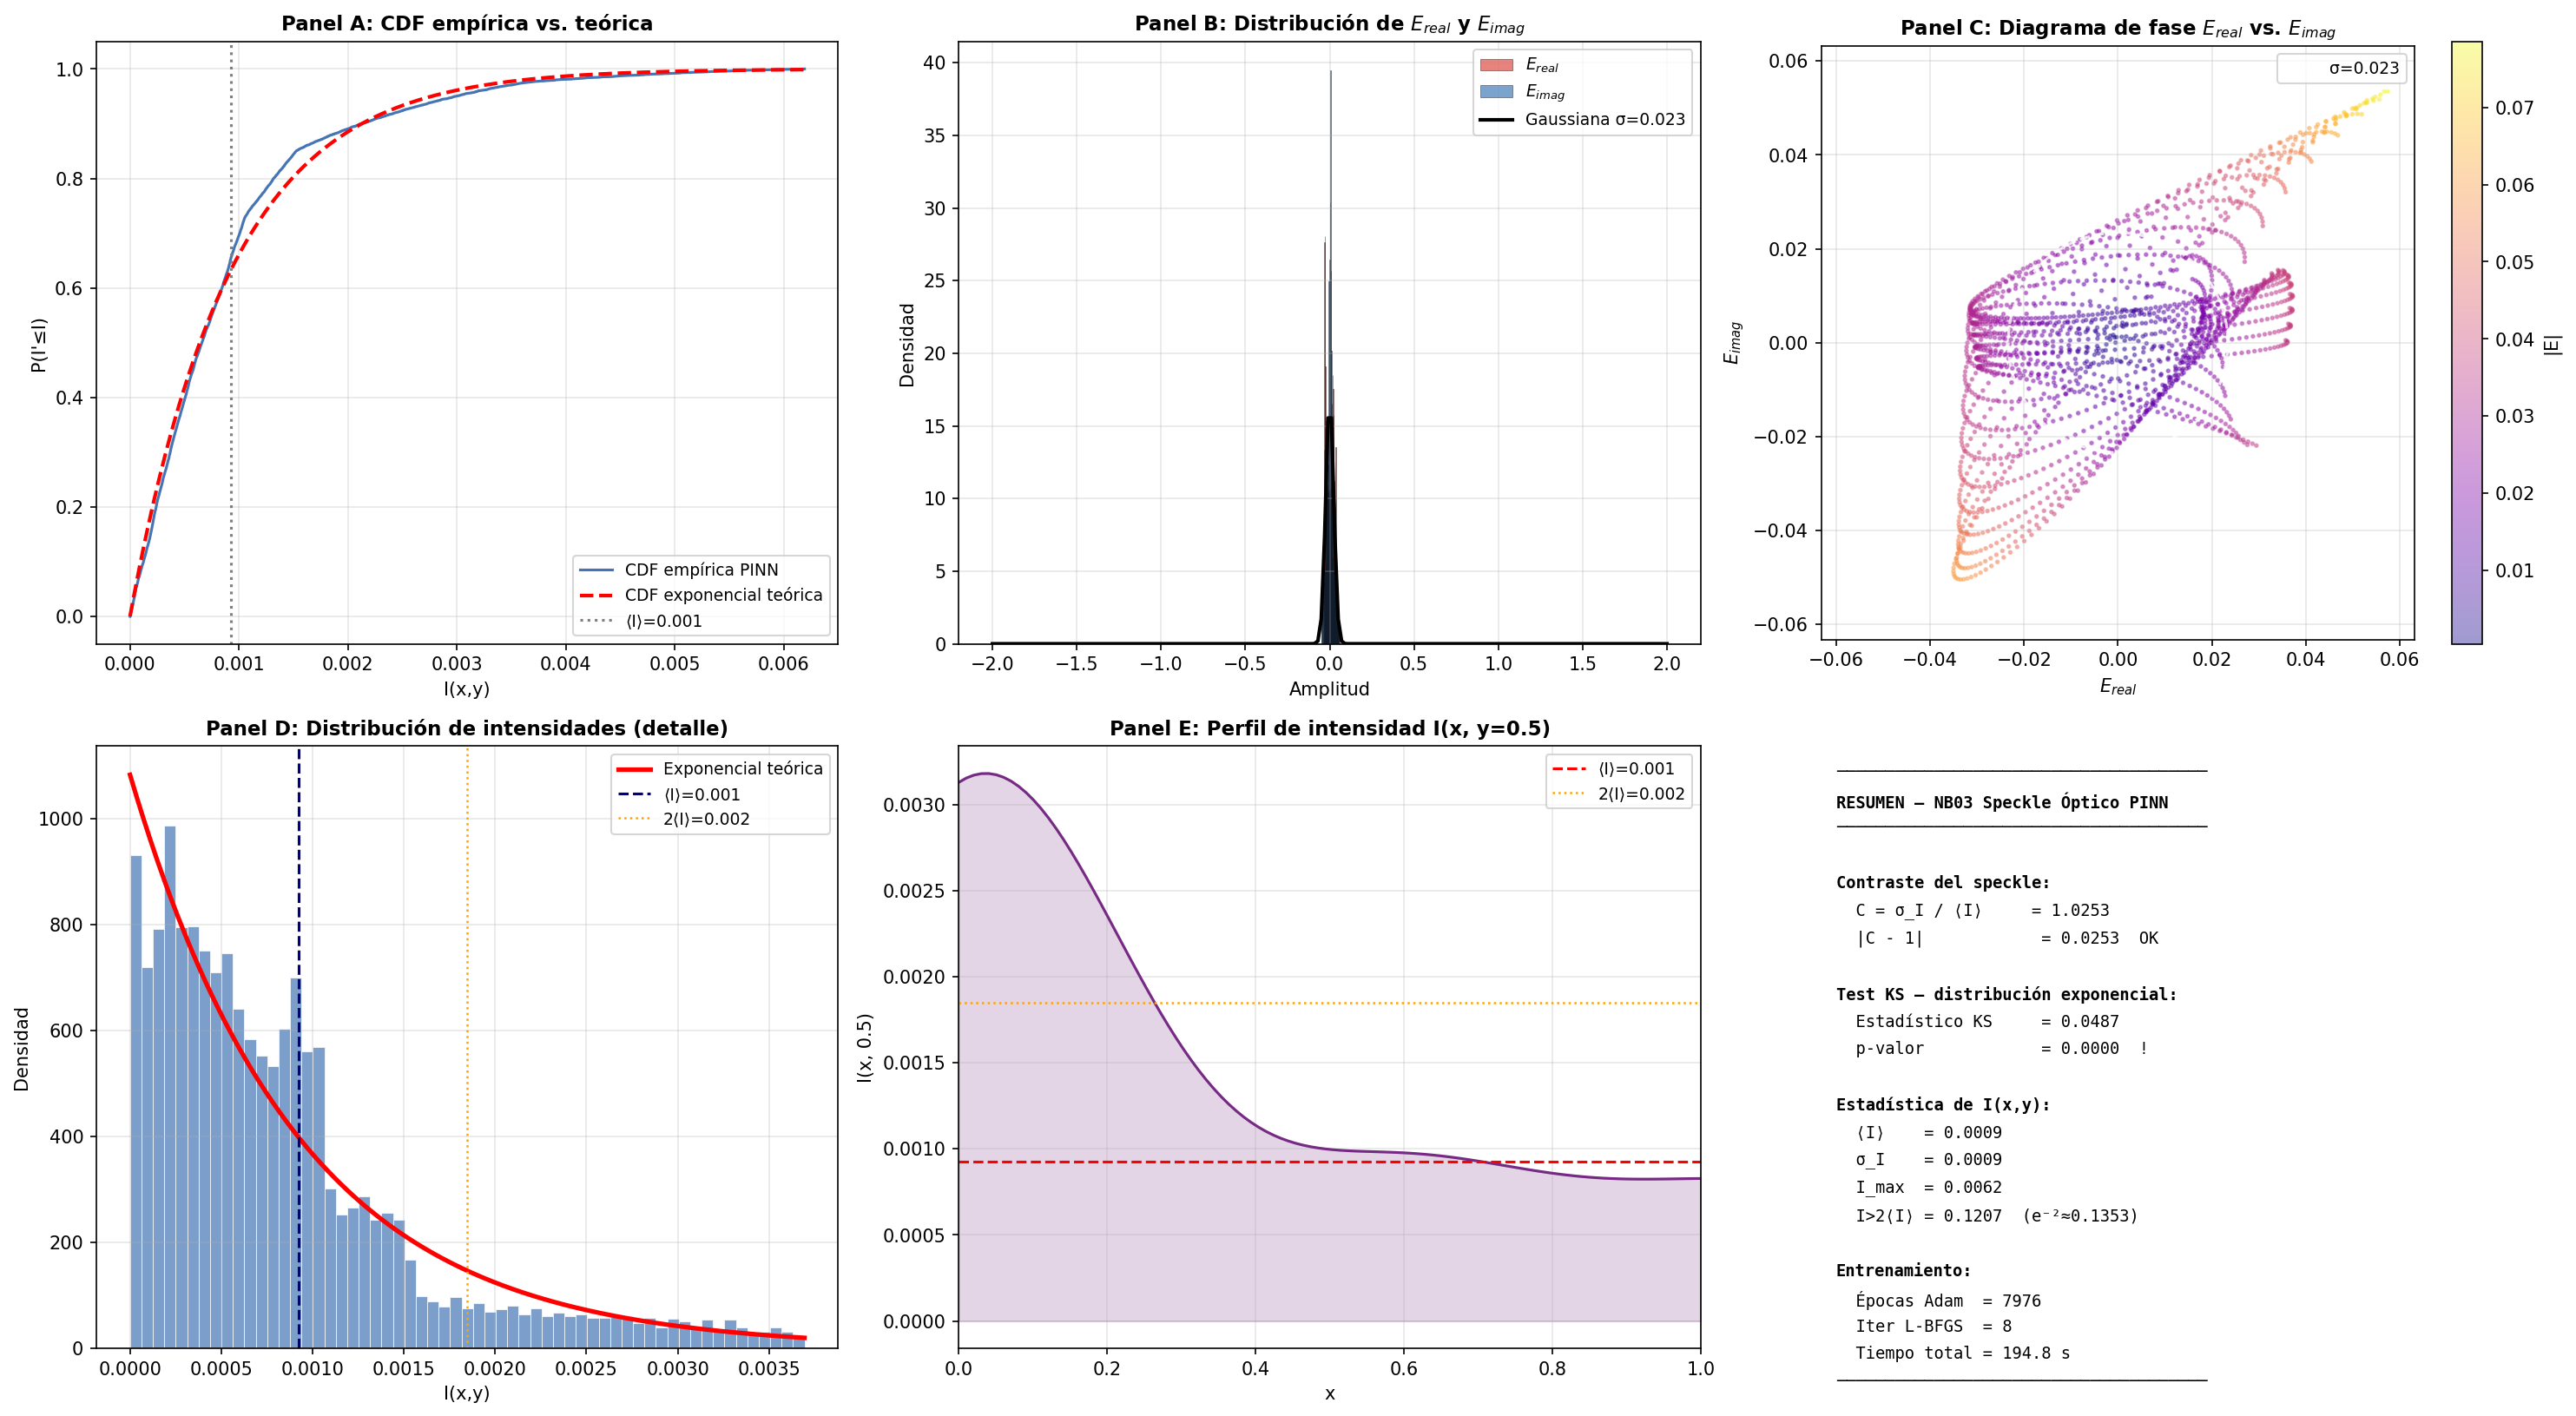 Panel A: CDF empírica vs. teórica
P(I'≤I)
1.0
0.8
0.6
0.4
0.2
0.0
CDF empírica PINN
CDF exponencial teórica
⟨I⟩=0.001
0.000 0.001 0.002 0.003 0.004 0.005 0.006
I(x,y)
Panel B: Distribución de E_real y E_imag
Densidad
40
35
30
25
20
15
10
5
0
E_real
E_imag
Gaussiana σ=0.023
−2.0 −1.5 −1.0 −0.5 0.0 0.5 1.0 1.5 2.0
Amplitud
Panel C: Diagrama de fase E_real vs. E_imag
E_imag
0.06
0.04
0.02
0.00
−0.02
−0.04
−0.06
σ=0.023
−0.06 −0.04 −0.02 0.00 0.02 0.04 0.06
E_real
0.07
0.06
0.05
0.04
0.03
0.02
0.01
|E|
Panel D: Distribución de intensidades (detalle)
Densidad
1000
800
600
400
200
0
Exponencial teórica
⟨I⟩=0.001
2⟨I⟩=0.002
0.0000 0.0005 0.0010 0.0015 0.0020 0.0025 0.0030 0.0035
I(x,y)
Panel E: Perfil de intensidad I(x, y=0.5)
I(x, 0.5)
0.0030
0.0025
0.0020
0.0015
0.0010
0.0005
0.0000
⟨I⟩=0.001
2⟨I⟩=0.002
0.0 0.2 0.4 0.6 0.8 1.0
x
RESUMEN — NB03 Speckle Óptico PINN
Contraste del speckle:
C = σ_I / ⟨I⟩ = 1.0253
|C - 1| = 0.0253 OK
Test KS — distribución exponencial:
Estadístico KS = 0.0487
p-valor = 0.0000 !
Estadística de I(x,y):
⟨I⟩ = 0.0009
σ_I = 0.0009
I_max = 0.0062
I>2⟨I⟩ = 0.1207 (e⁻²≈0.1353)
Entrenamiento:
Épocas Adam = 7976
Iter L-BFGS = 8
Tiempo total = 194.8 s